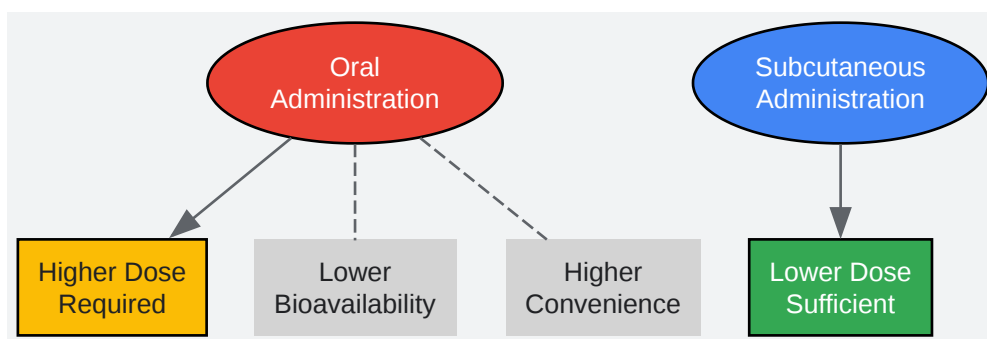 Oral
Administration
Subcutaneous
Administration
Higher Dose
Required
Lower
Bioavailability
Higher
Convenience
Lower Dose
Sufficient